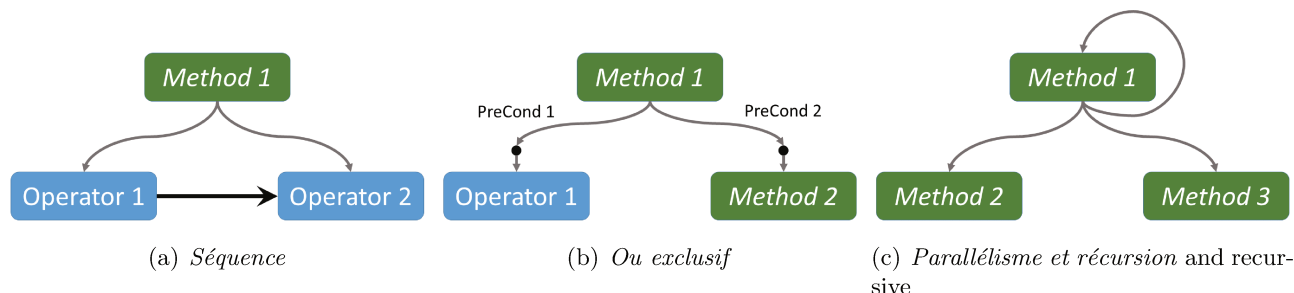 Method 1
Operator 1
Operator 2
(a) Séquence
Method 1
PreCond 1
PreCond 2
Operator 1
Method 2
(b) Ou exclusif
Method 1
Method 2
Method 3
(c) Parallélisme et récursion and recur-
sive